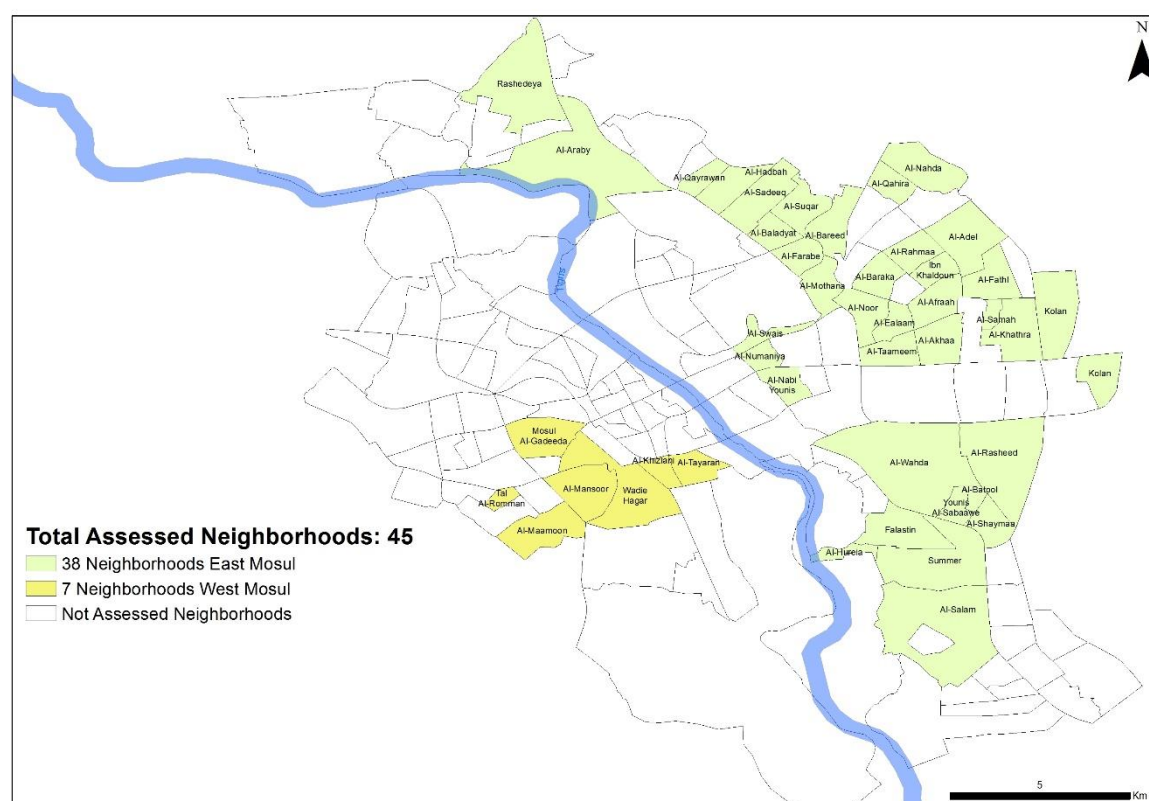 N
Rashedeya
Al-Araby
Al-Qayrawan
Al-Hadbah
Al-Sadeeq
Al-Suqar
Al-Baladyat
Al-Bareed
Al-Farabe
Al-Mothana
Al-Nahda
Al-Qahira
Al-Adel
Al-Rahmaa
Ibn
Khaldoun
Al-Baraka
Al-Fathl
Al-Noor
Al-Afraah
Al-Ealaam
Al-Samah
Al-Khathra
Kolan
Al-Akhaa
Al-Taameem
Al-Swais
Al-Numaniya
Al-Nabi
Younis
Kolan
Tigris
Mosul
Al-Gadeeda
Al-Khizlani
Al-Tayaran
Al-Mansoor
Wadie
Hagar
Tal
Al-Romman
Al-Maamoon
Al-Wahda
Al-Rasheed
Al-Batool
Younis
Al-Sabaawe
Al-Shaymaa
Falastin
Al-Hureia
Summer
Al-Salam
Total Assessed Neighborhoods: 45
38 Neighborhoods East Mosul
7 Neighborhoods West Mosul
Not Assessed Neighborhoods
5
Km